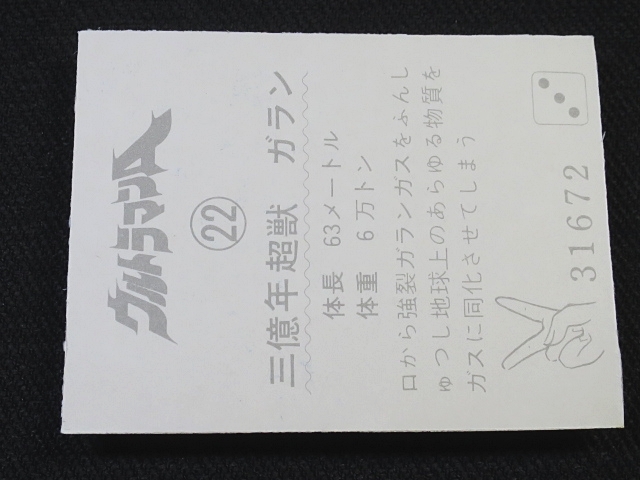 ウルトラマンA
22
三億年超獣 ガラン
体長 63メートル
体重 6万トン
口から強裂ガランガスをふんし
ゅつし地球上のあらゆる物質を
ガスに同化させてしまう
31672